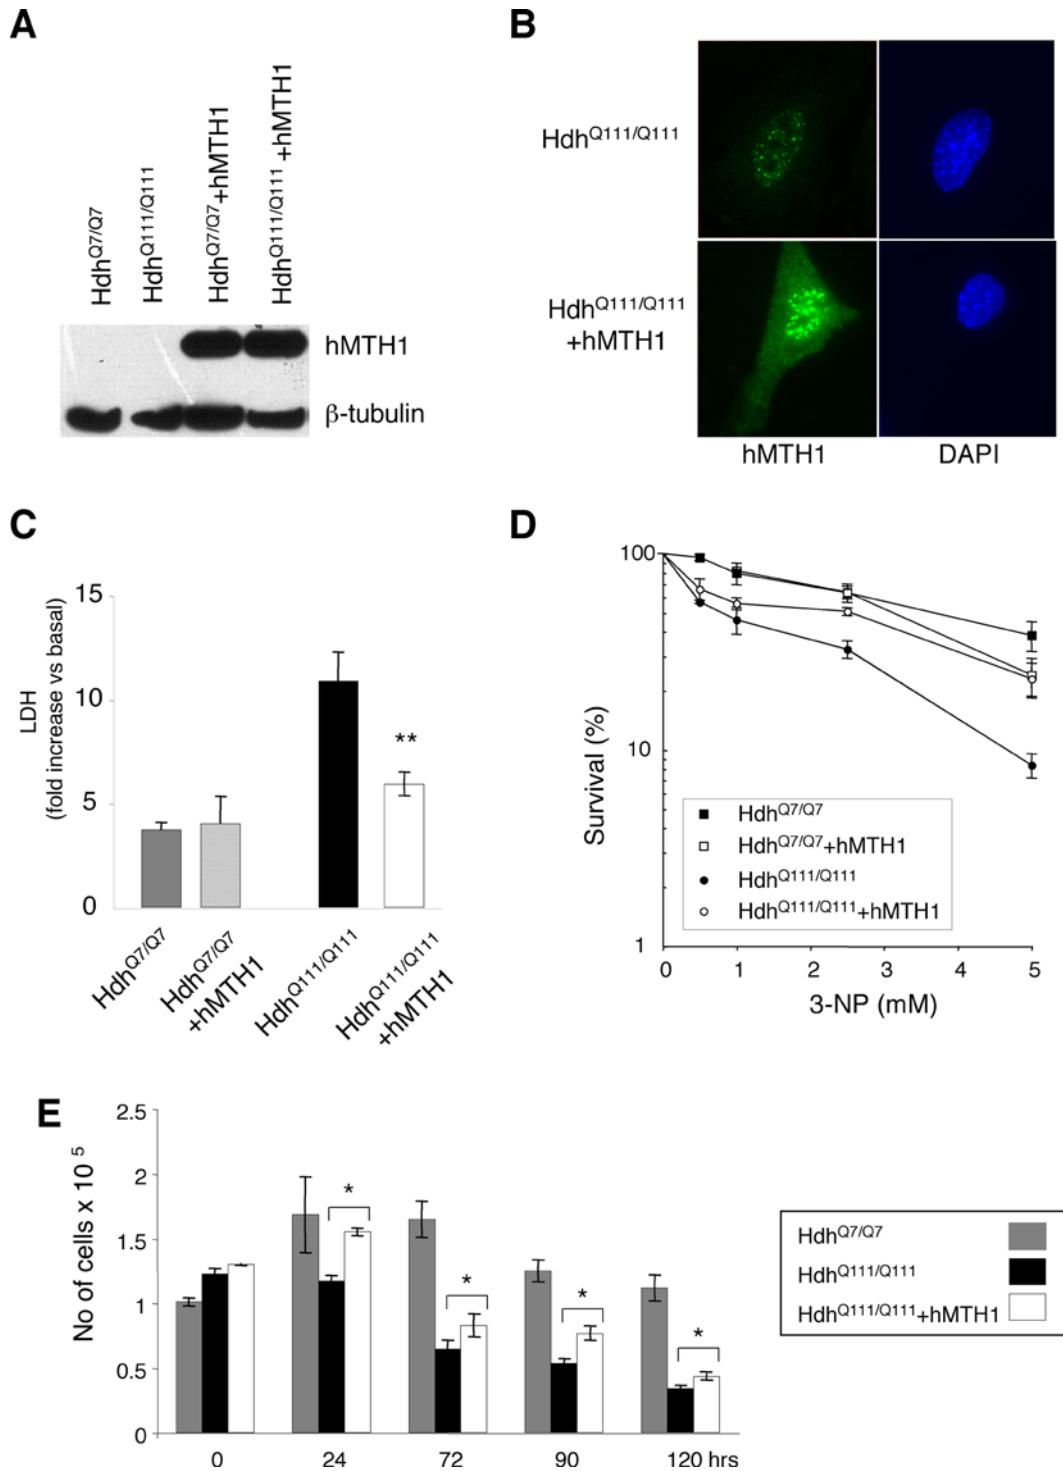 A
Hdh^Q7/Q7
Hdh^Q111/Q111
Hdh^Q7/Q7+hMTH1
Hdh^Q111/Q111+hMTH1
hMTH1
β-tubulin
B
Hdh^Q111/Q111
Hdh^Q111/Q111
+hMTH1
hMTH1
DAPI
C
LDH
(fold increase vs basal)
15
10
5
0
**
Hdh^Q7/Q7
Hdh^Q7/Q7
+hMTH1
Hdh^Q111/Q111
Hdh^Q111/Q111
+hMTH1
D
Survival (%)
100
10
1
0 1 2 3 4 5
3-NP (mM)
Hdh^Q7/Q7
Hdh^Q7/Q7+hMTH1
Hdh^Q111/Q111
Hdh^Q111/Q111+hMTH1
E
No of cells x 10^5
2.5
2
1.5
1
0.5
0
*
*
*
*
0 24 72 90 120 hrs
Hdh^Q7/Q7
Hdh^Q111/Q111
Hdh^Q111/Q111+hMTH1